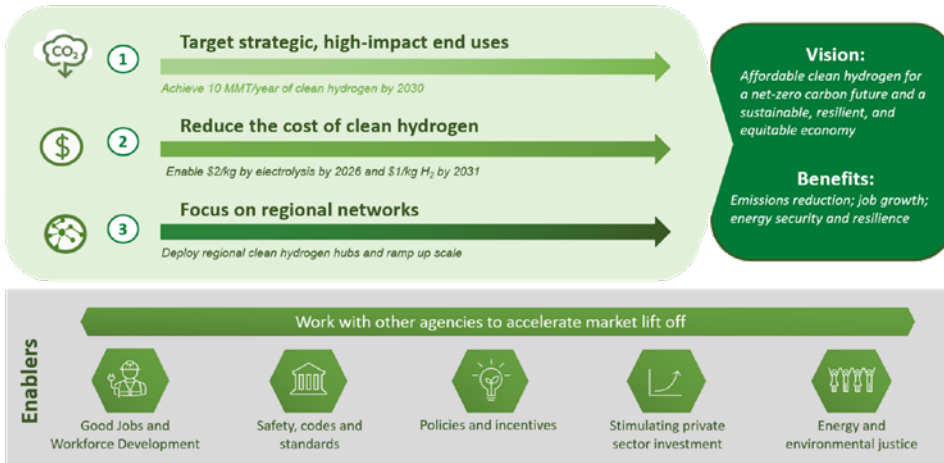 CO₂
1
Target strategic, high-impact end uses
Achieve 10 MMT/year of clean hydrogen by 2030
$
2
Reduce the cost of clean hydrogen
Enable $2/kg by electrolysis by 2026 and $1/kg H₂ by 2031
3
Focus on regional networks
Deploy regional clean hydrogen hubs and ramp up scale
Vision:
Affordable clean hydrogen for
a net-zero carbon future and a
sustainable, resilient, and
equitable economy
Benefits:
Emissions reduction; job growth;
energy security and resilience
Enablers
Work with other agencies to accelerate market lift off
Good Jobs and
Workforce Development
Safety, codes and
standards
Policies and incentives
Stimulating private
sector investment
Energy and
environmental justice